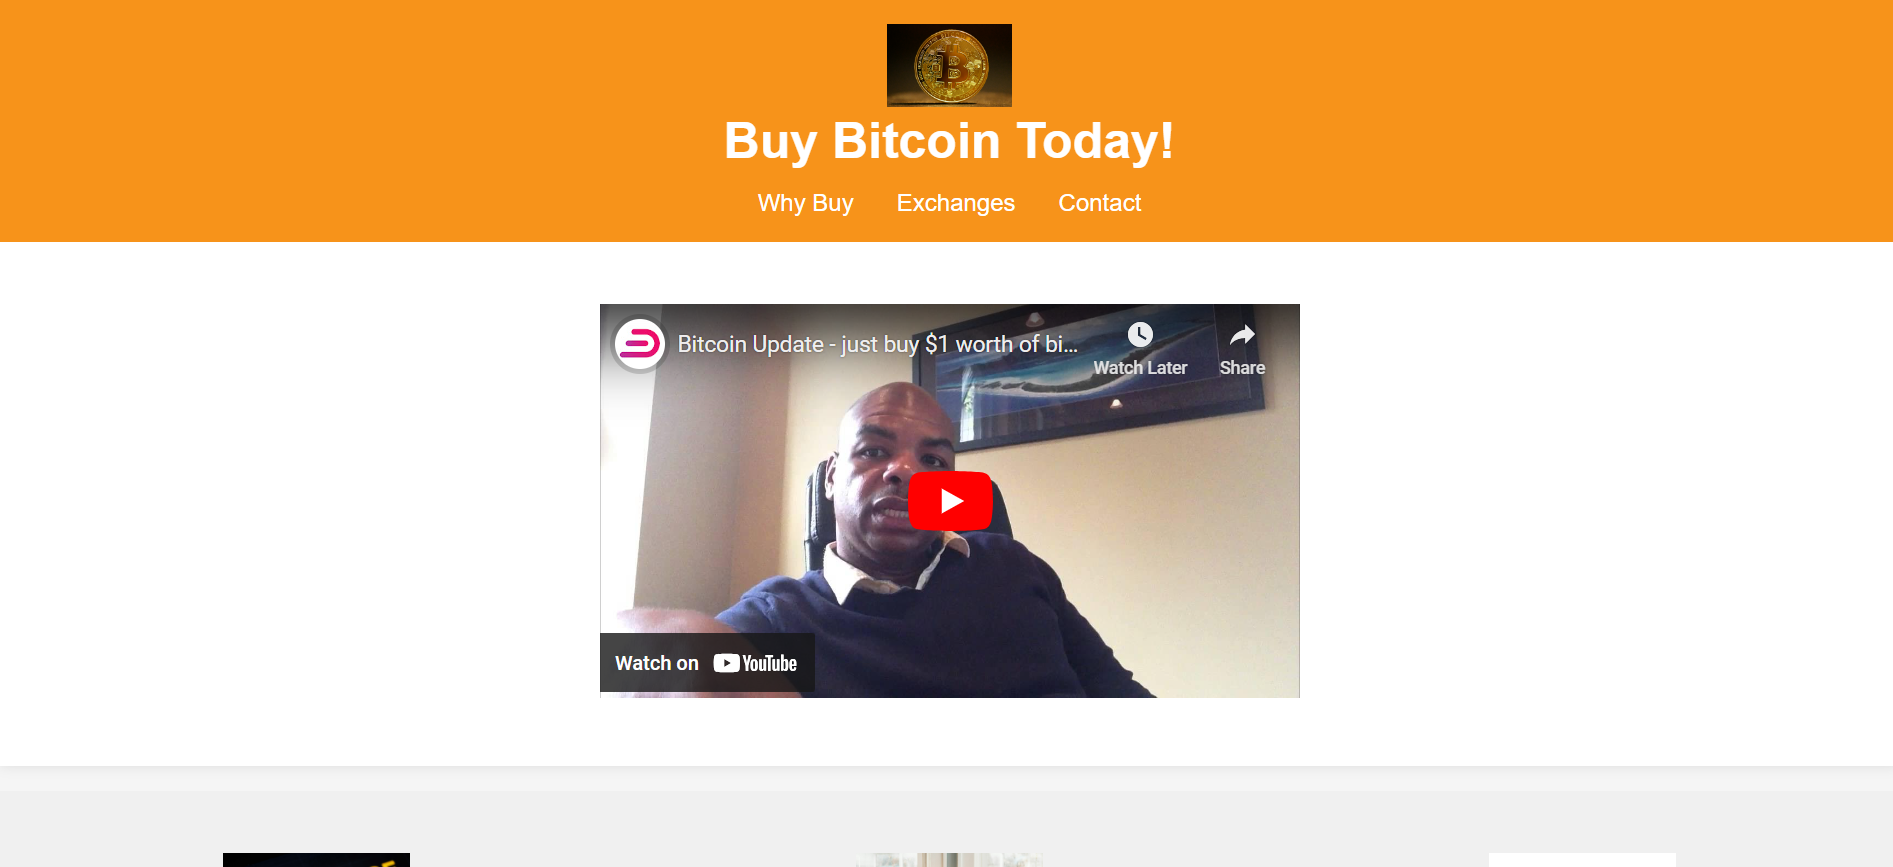 Buy Bitcoin Today!
Why Buy Exchanges Contact
Bitcoin Update - just buy $1 worth of bi...
Watch Later Share
Watch on YouTube